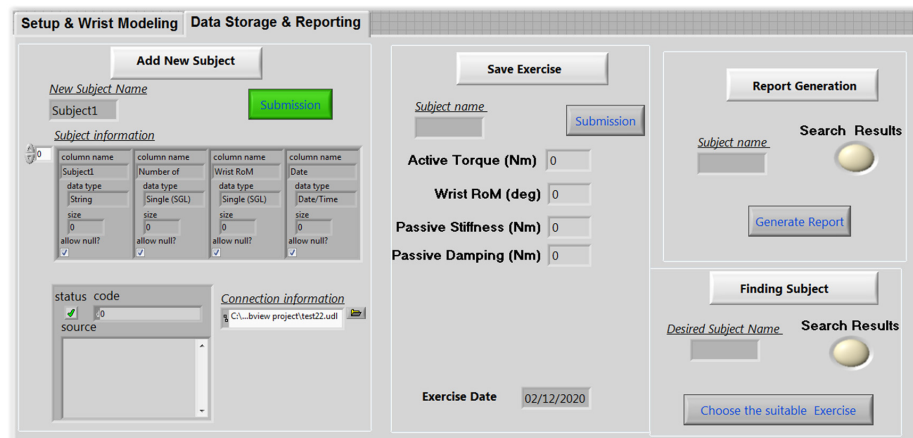 Setup & Wrist Modeling
Data Storage & Reporting
Add New Subject
New Subject Name
Subject1
Submission
Subject information
0
column name
Subject1
data type
String
size
0
allow null?
column name
Number of
data type
Single (SGL)
size
0
allow null?
column name
Wrist RoM
data type
Single (SGL)
size
0
allow null?
column name
Date
data type
Date/Time
size
0
allow null?
status
code
0
source
Connection information
C:\...bview project\test22.udl
Save Exercise
Subject name
Submission
Active Torque (Nm) 0
Wrist RoM (deg) 0
Passive Stiffness (Nm) 0
Passive Damping (Nm) 0
Exercise Date 02/12/2020
Report Generation
Subject name
Search Results
Generate Report
Finding Subject
Desired Subject Name
Search Results
Choose the suitable Exercise